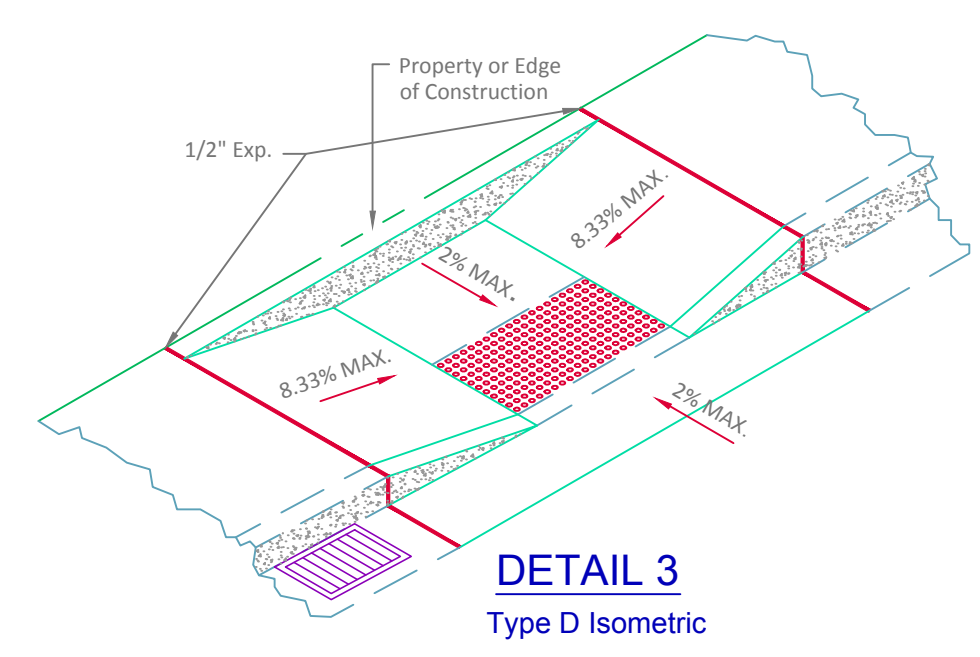 Property or Edge
of Construction
1/2" Exp.
8.33% MAX.
2% MAX.
8.33% MAX.
2% MAX.
DETAIL 3
Type D Isometric